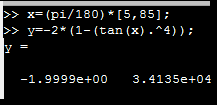 >> x=(pi/180)*[5,85];
>> y=-2*(1-(tan(x).^4));
y =
-1.9999e+00 3.4135e+04